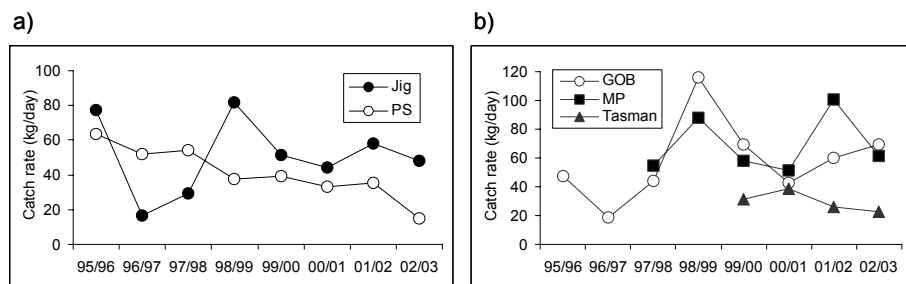 a)
Catch rate (kg/day)
100
80
60
40
20
0
Jig
PS
95/96 96/97 97/98 98/99 99/00 00/01 01/02 02/03
b)
Catch rate (kg/day)
120
100
80
60
40
20
0
GOB
MP
Tasman
95/96 96/97 97/98 98/99 99/00 00/01 01/02 02/03